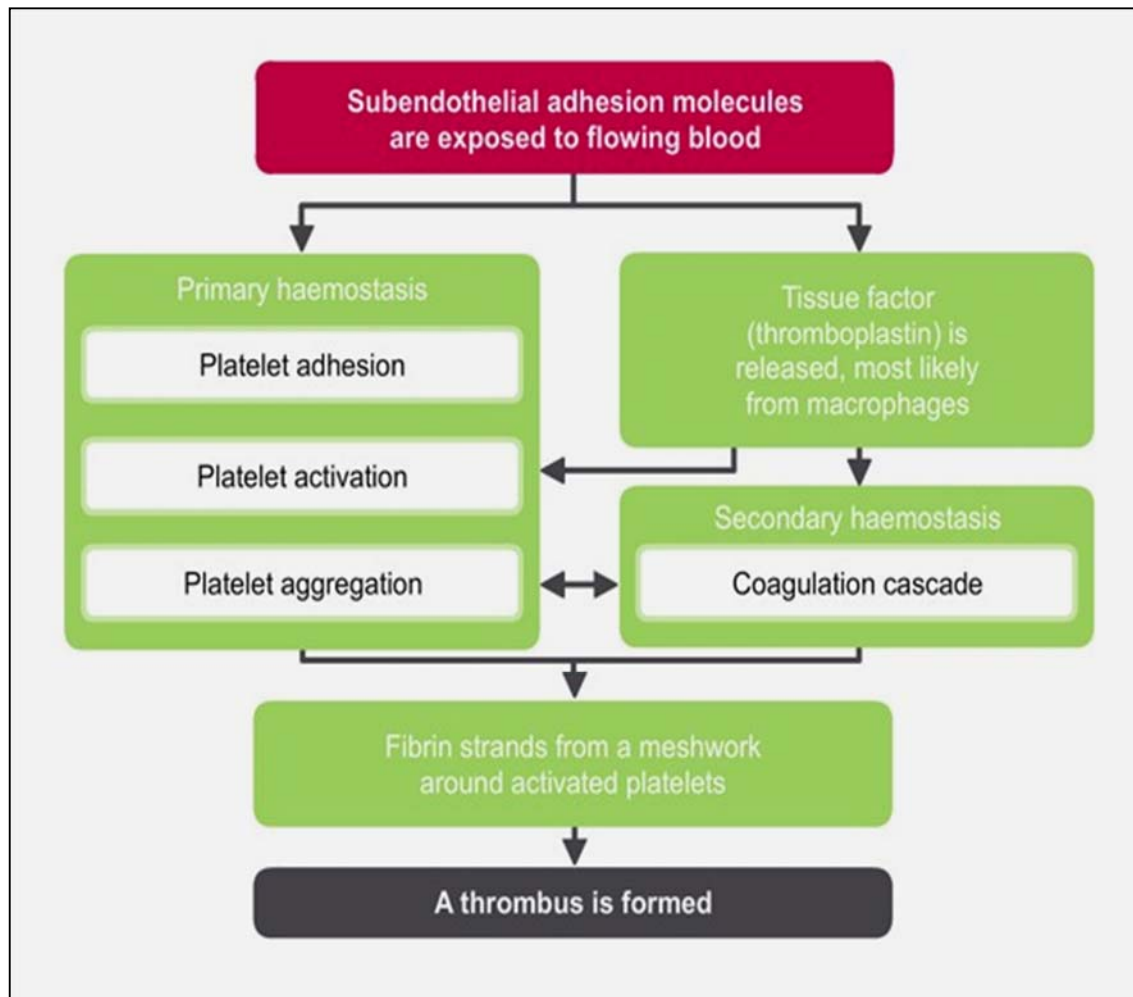 Subendothelial adhesion molecules
are exposed to flowing blood
Primary haemostasis
Platelet adhesion
Platelet activation
Platelet aggregation
Tissue factor
(thromboplastin) is
released, most likely
from macrophages
Secondary haemostasis
Coagulation cascade
Fibrin strands from a meshwork
around activated platelets
A thrombus is formed